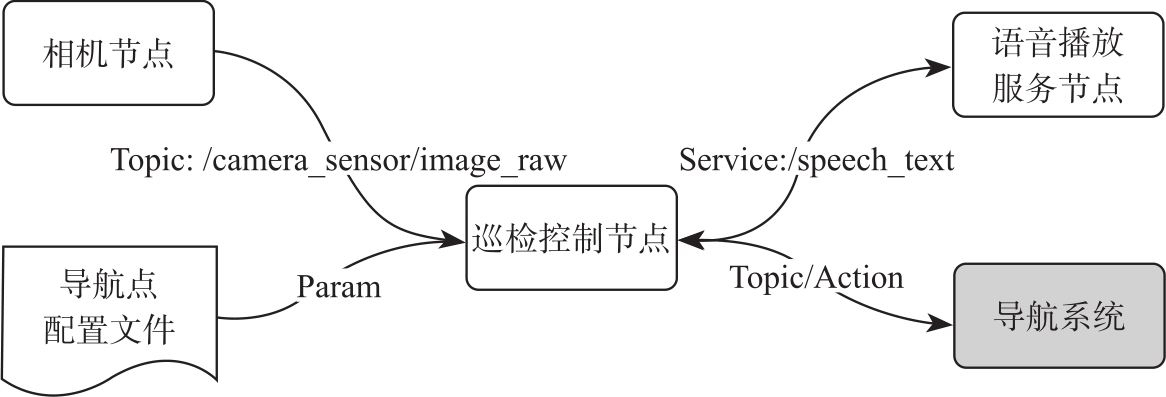 相机节点
语音播放
服务节点
Topic: /camera_sensor/image_raw
Service:/speech_text
巡检控制节点
导航点
配置文件
Param
Topic/Action
导航系统